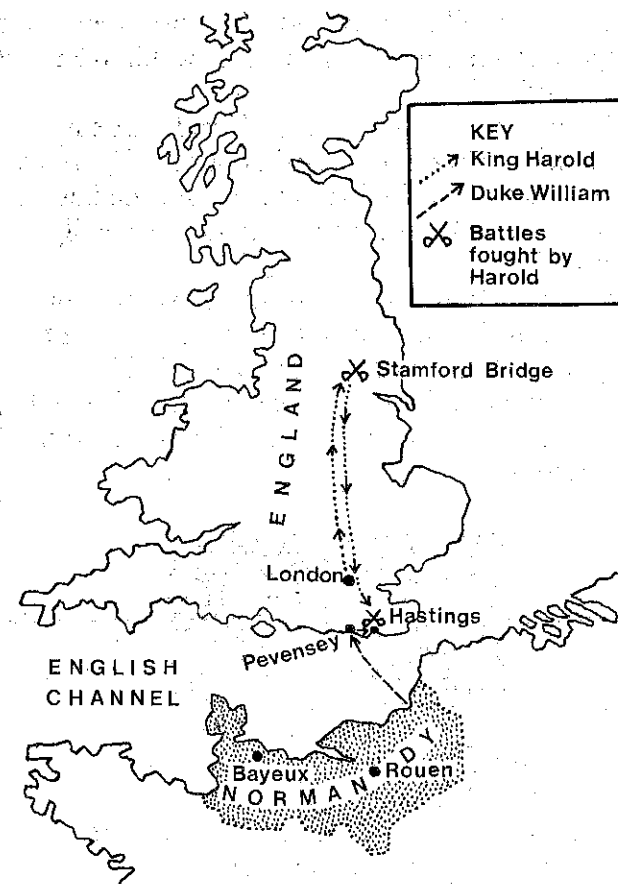 KEY
King Harold
Duke William
Battles
fought by
Harold
Stamford Bridge
ENGLAND
London
Hastings
Pevensey
ENGLISH
CHANNEL
Bayeux
Rouen
NORMANDY